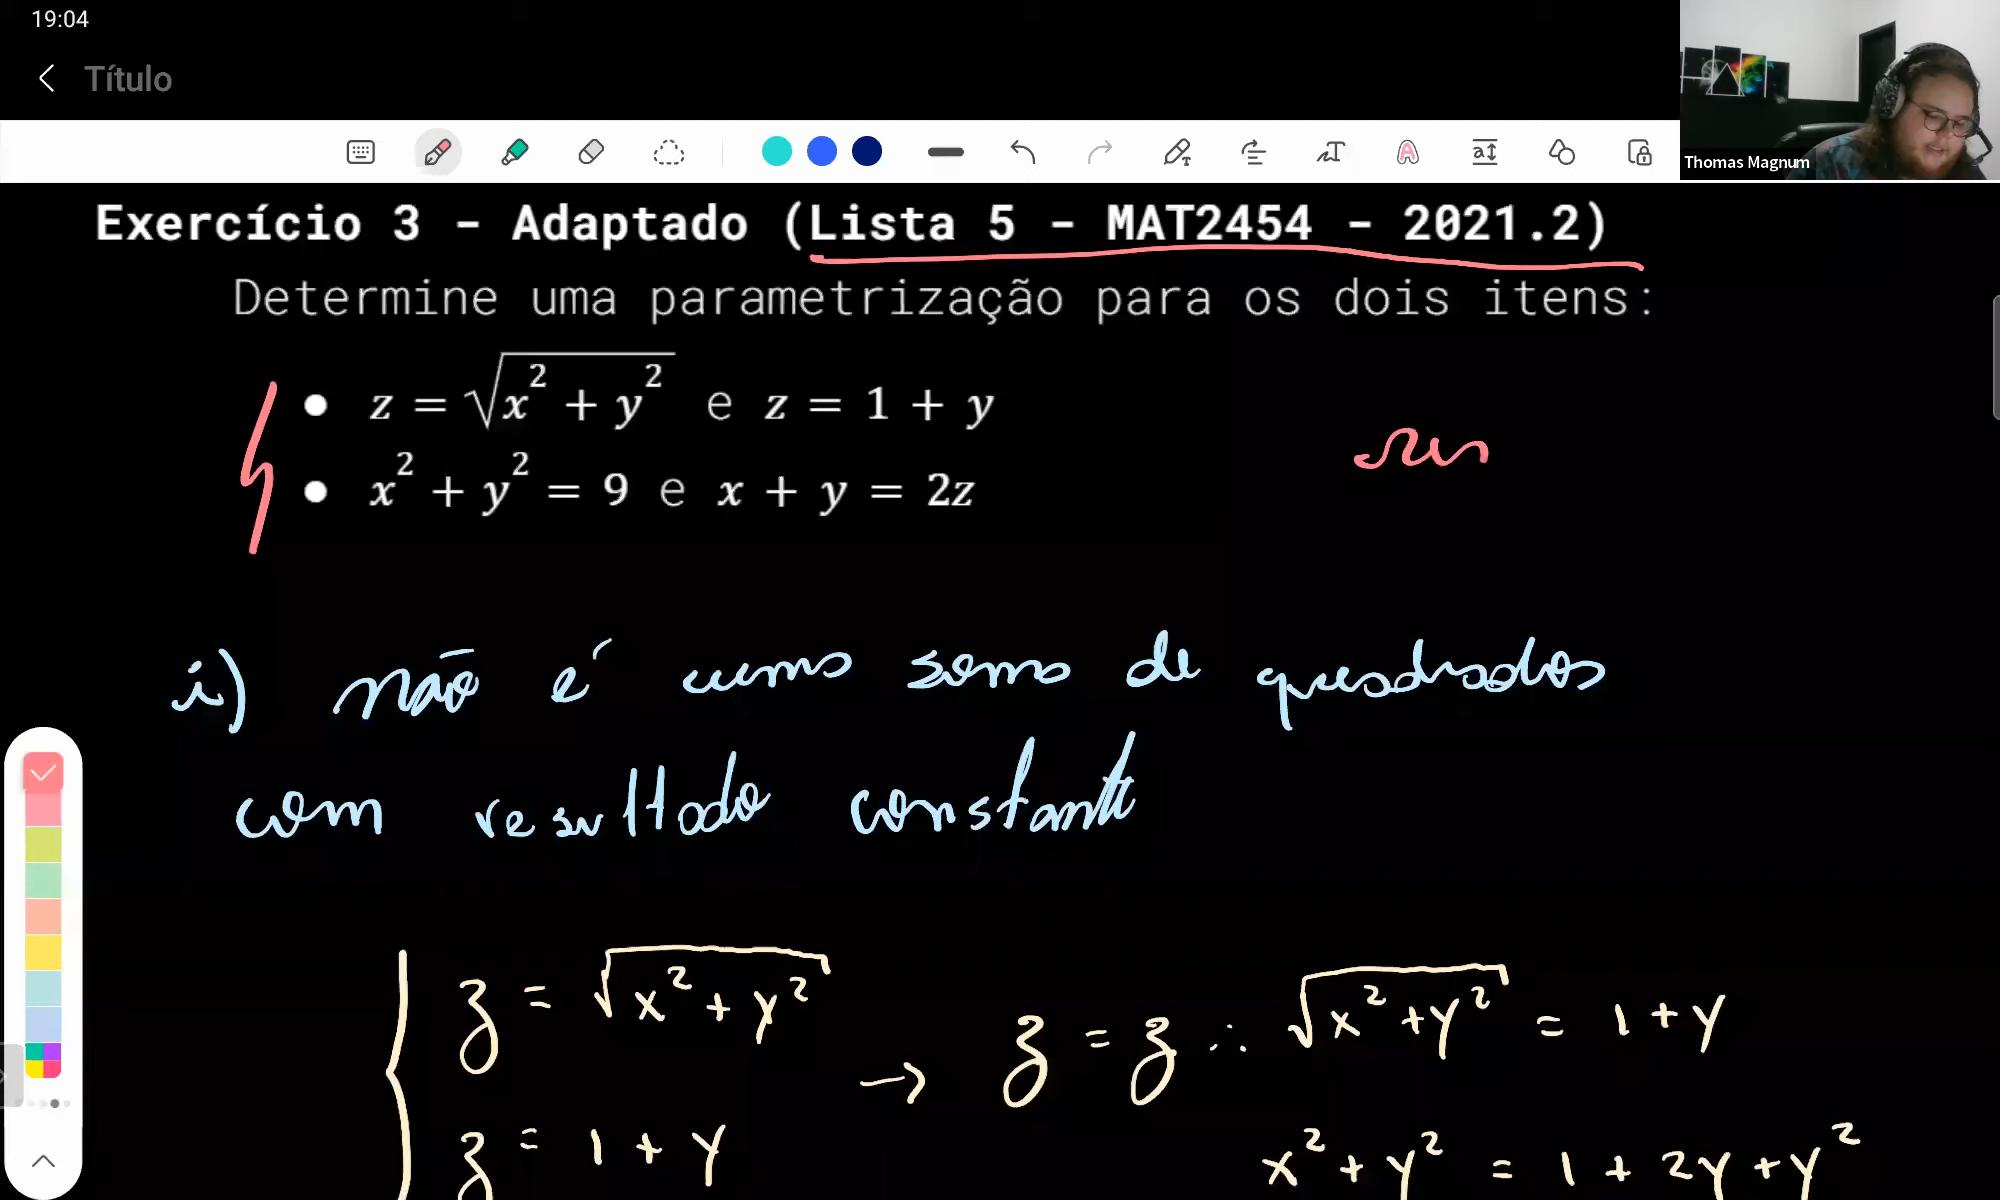 19:04
Título
Thomas Magnum
Exercício 3 - Adaptado (Lista 5 - MAT2454 - 2021.2)
Determine uma parametrização para os dois itens:
• z = √(x² + y²) e z = 1 + y
• x² + y² = 9 e x + y = 2z
i) não é uma soma de quadrados
com resultado constante
z = √(x² + y²)
→ z = z ∴ √(x² + y²) = 1 + y
z = 1 + y
x² + y² = 1 + 2y + y²